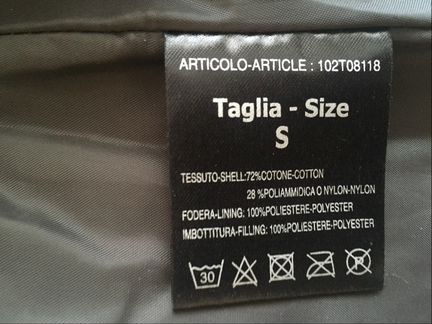 ARTICOLO-ARTICLE : 102T08118
Taglia - Size
S
TESSUTO-SHELL:72%COTONE-COTTON
28 %POLIAMMIDICA O NYLON-NYLON
FODERA-LINING: 100%POLIESTERE-POLYESTER
IMBOTTITURA-FILLING: 100%POLIESTERE-POLYESTER
30